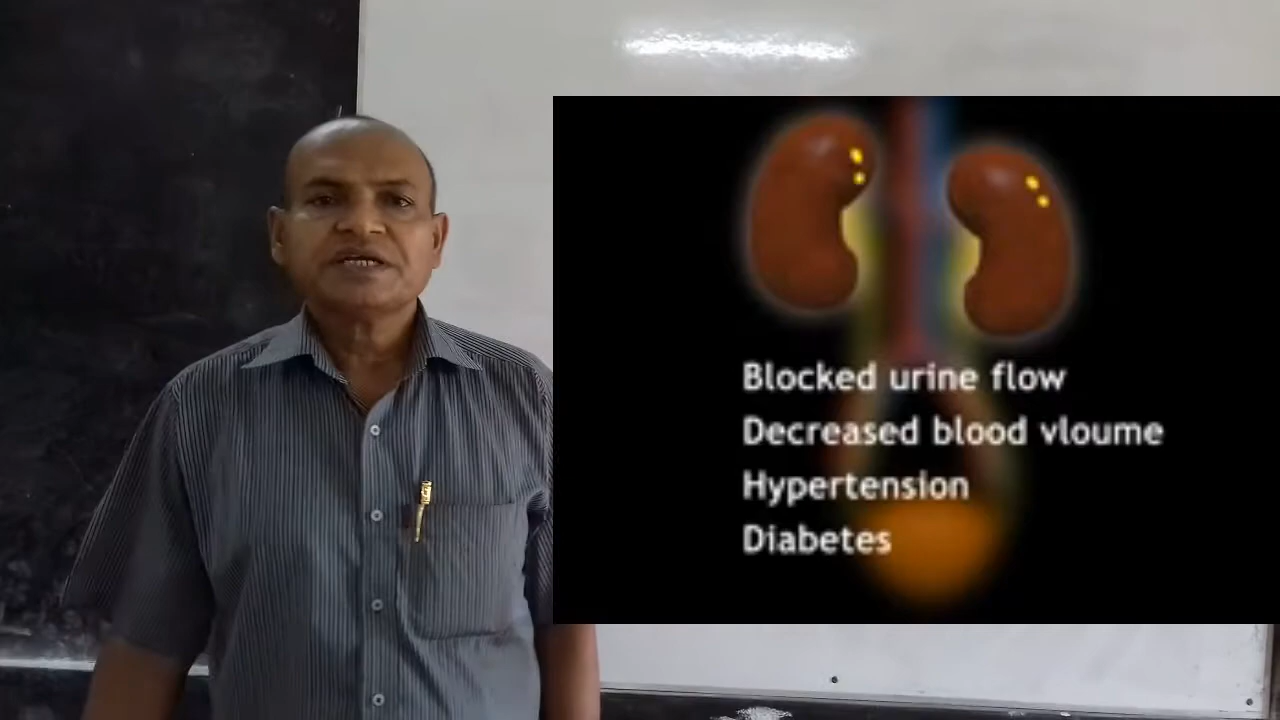 Blocked urine flow
Decreased blood vloume
Hypertension
Diabetes